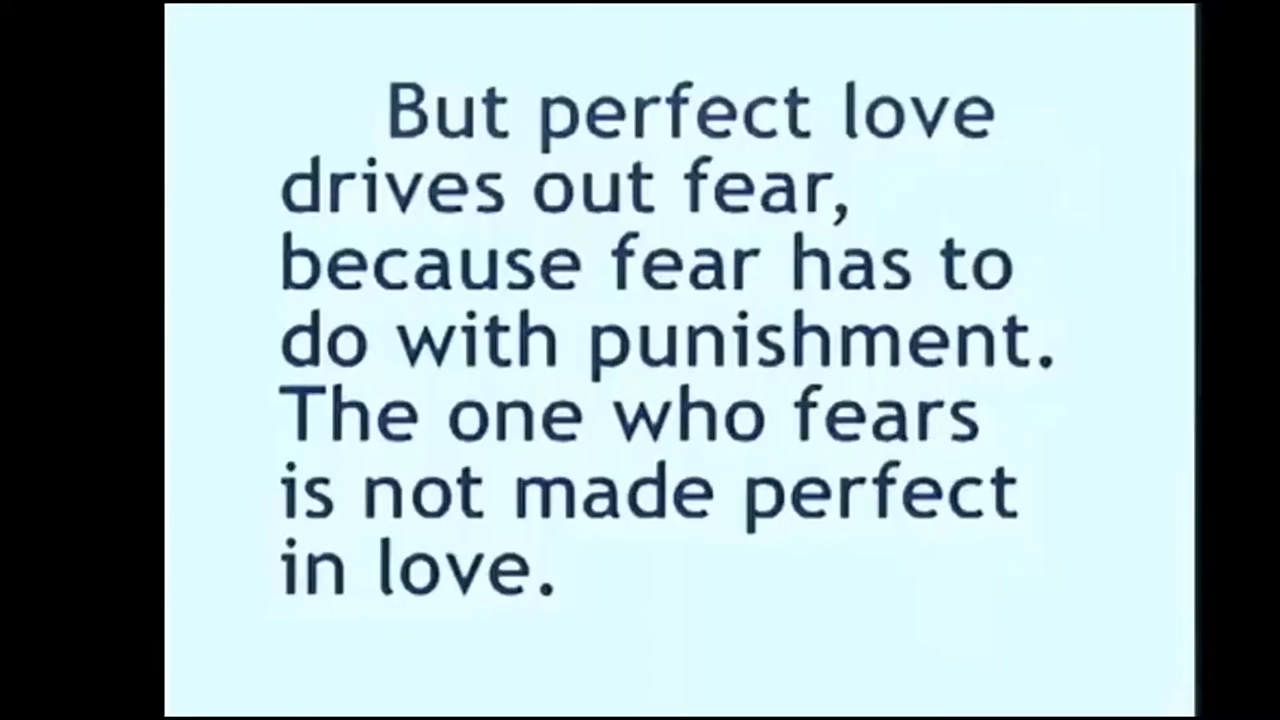 But perfect love
drives out fear,
because fear has to
do with punishment.
The one who fears
is not made perfect
in love.